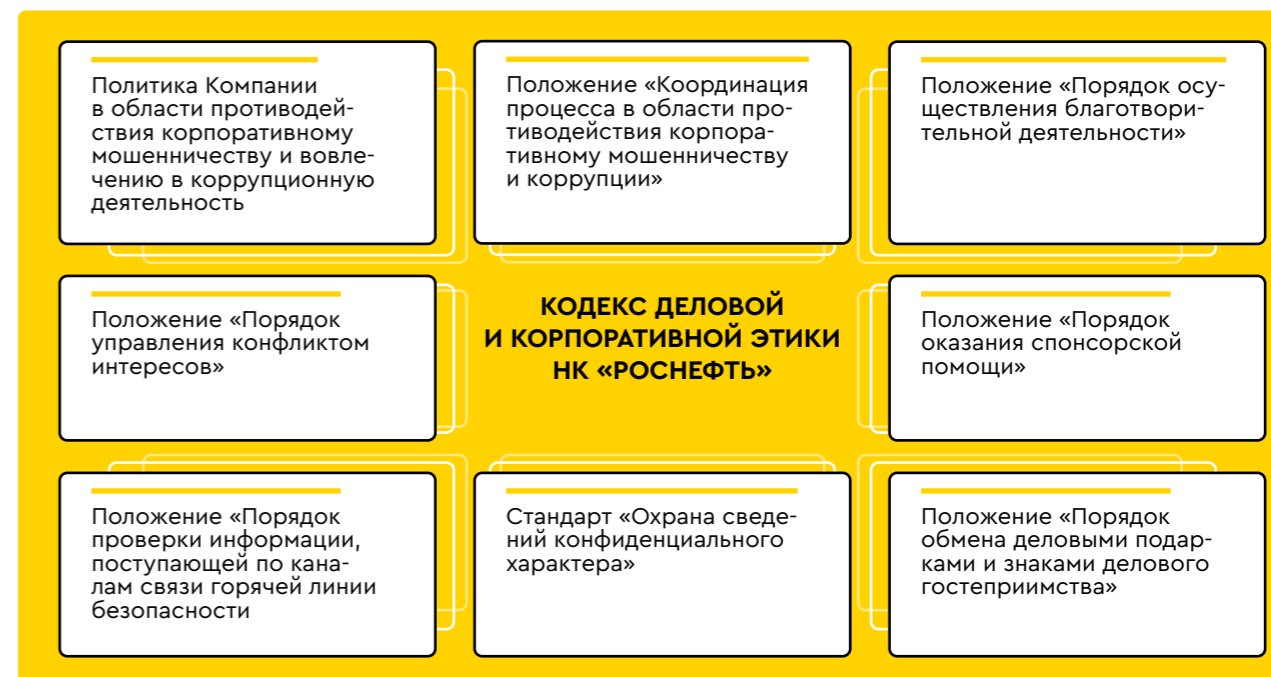 Политика Компании
в области противодей-
ствия корпоративному
мошенничеству и вовле-
чению в коррупционную
деятельность
Положение «Координация
процесса в области про-
тиводействия корпора-
тивному мошенничеству
и коррупции»
Положение «Порядок осу-
ществления благотвори-
тельной деятельности»
Положение «Порядок
управления конфликтом
интересов»
КОДЕКС ДЕЛОВОЙ
И КОРПОРАТИВНОЙ ЭТИКИ
НК «РОСНЕФТЬ»
Положение «Порядок
оказания спонсорской
помощи»
Положение «Порядок
проверки информации,
поступающей по кана-
лам связи горячей линии
безопасности
Стандарт «Охрана сведе-
ний конфиденциального
характера»
Положение «Порядок
обмена деловыми подар-
ками и знаками делового
гостеприимства»